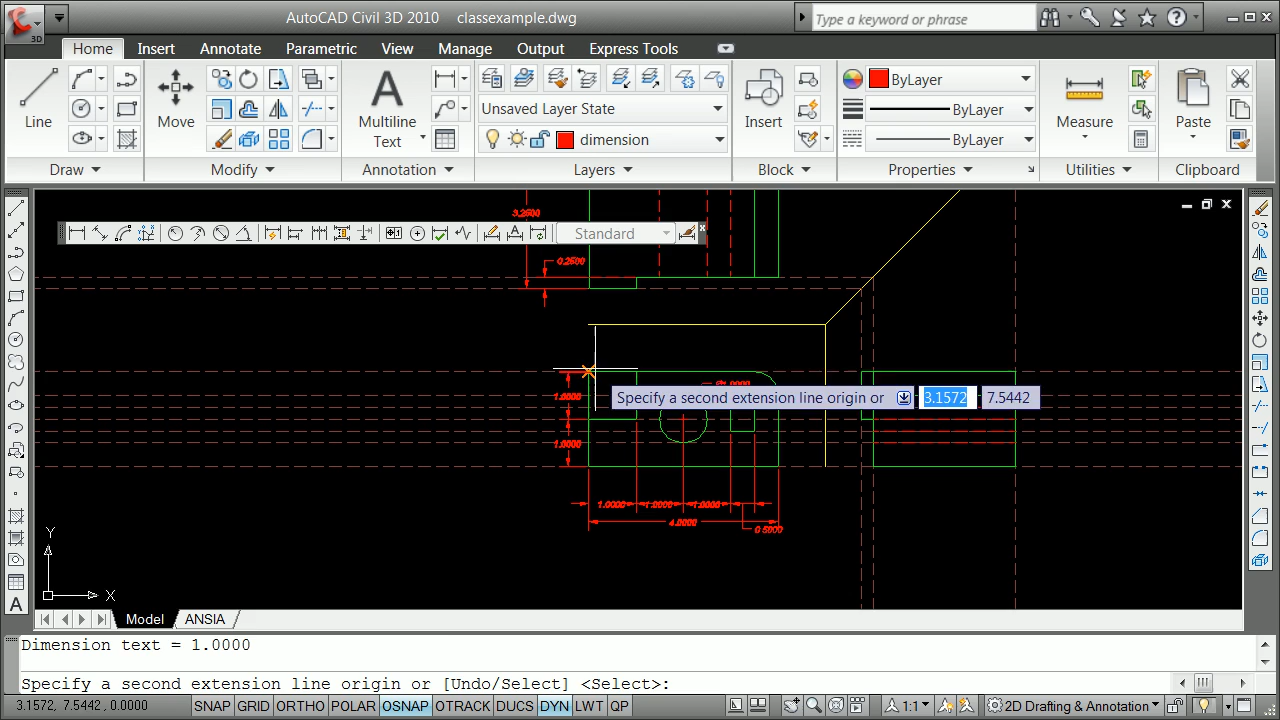 AutoCAD Civil 3D 2010 classexample.dwg
Type a keyword or phrase
3D
Home Insert Annotate Parametric View Manage Output Express Tools
Line
Move
Multiline
Text
Unsaved Layer State
dimension
Insert
ByLayer
ByLayer
ByLayer
Measure
Paste
Draw Modify Annotation Layers Block Properties Utilities Clipboard
3.2500
Standard
0.2500
1.0000
Specify a second extension line origin or 3.1572 7.5442
1.0000
1.0000 1.0000 1.0000
4.0000
0.5000
Y
X
A
Model ANSIA
Dimension text = 1.0000
Specify a second extension line origin or [Undo/Select] <Select>:
3.1572, 7.5442, 0.0000 SNAP GRID ORTHO POLAR OSNAP OTRACK DUCS DYN LWT QP 1:1 2D Drafting & Annotation